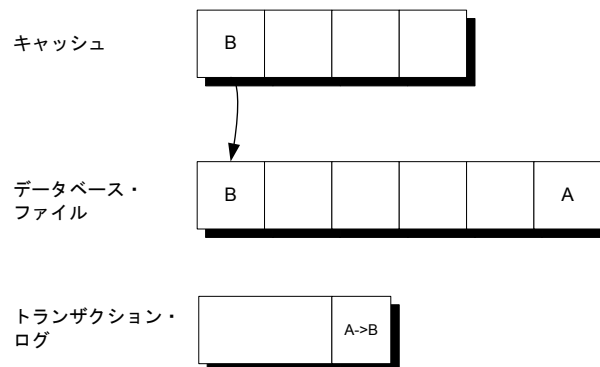 キャッシュ
B
データベース・
ファイル
B
A
トランザクション・
ログ
A->B